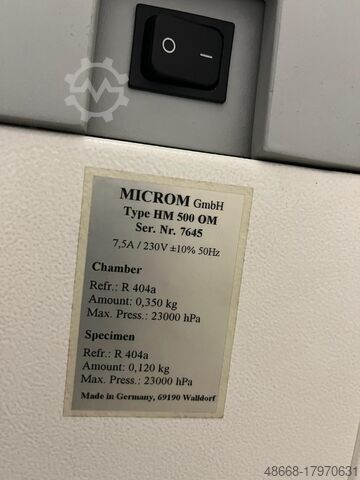 MICROM GmbH
Type HM 500 OM
Ser. Nr. 7645
7,5A / 230V ±10% 50Hz
Chamber
Refr.: R 404a
Amount: 0,350 kg
Max. Press.: 23000 hPa
Specimen
Refr.: R 404a
Amount: 0,120 kg
Max. Press.: 23000 hPa
Made in Germany, 69190 Walldorf
48668-17970631